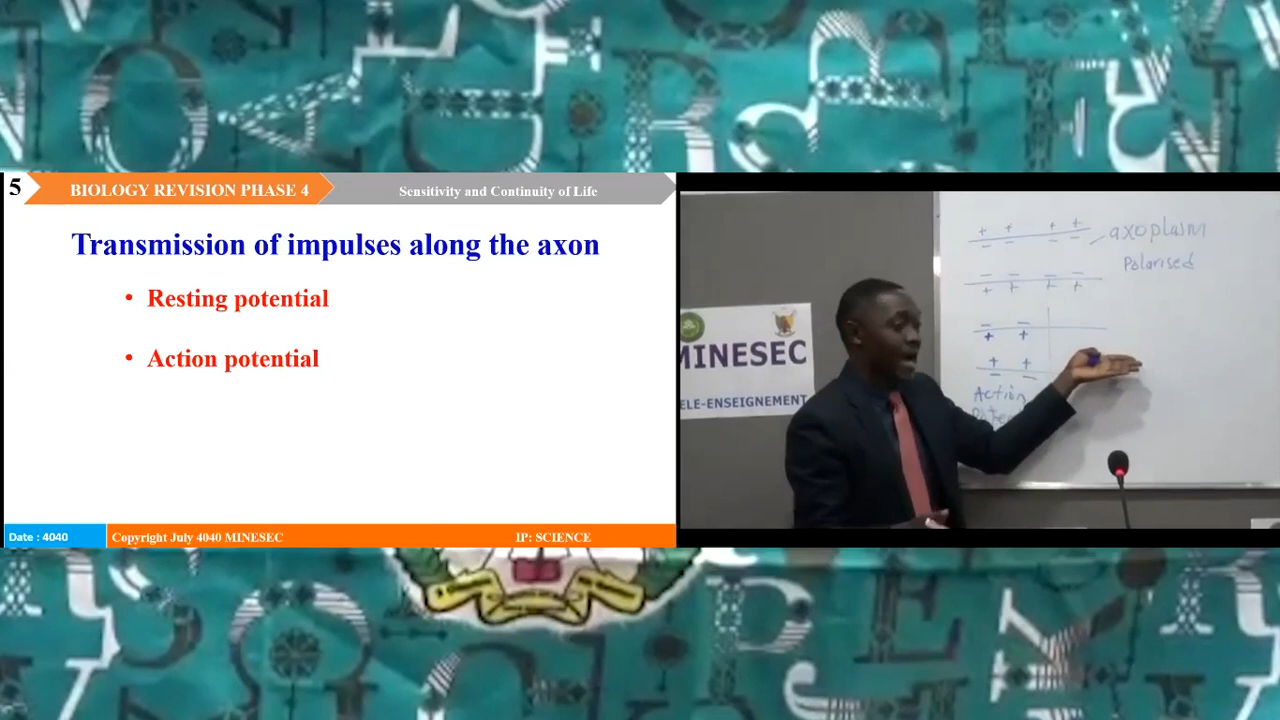 5
BIOLOGY REVISION PHASE 4
Sensitivity and Continuity of Life
Transmission of impulses along the axon
• Resting potential
• Action potential
Date : 4040
Copyright July 4040 MINESEC
IP: SCIENCE
MINESEC
ELE-ENSEIGNEMENT
+ + + +
− − − −
axoplasm
Polarised
− − − −
+ + + +
− −
+ +
+ +
− −
Action